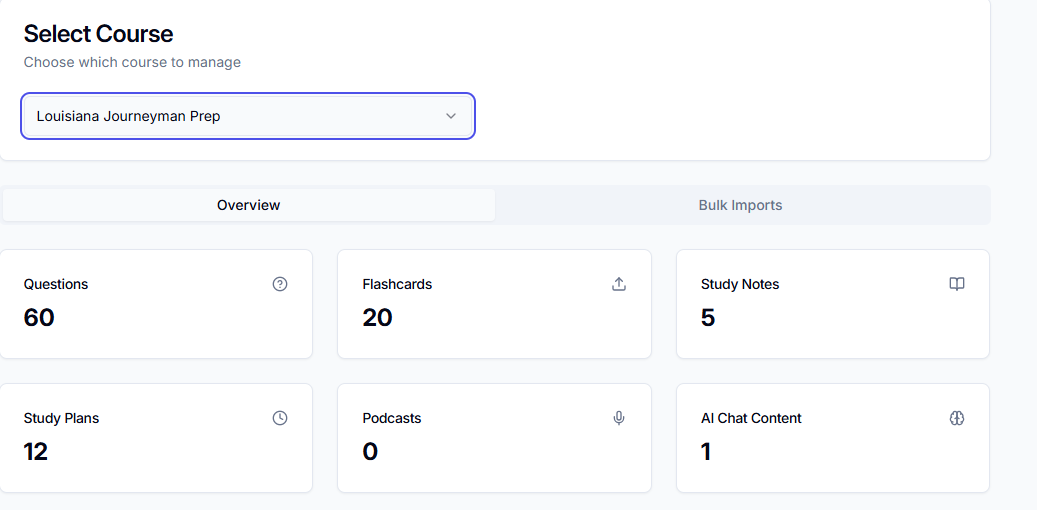 Select Course
Choose which course to manage
Louisiana Journeyman Prep
Overview
Bulk Imports
Questions
60
Flashcards
20
Study Notes
5
Study Plans
12
Podcasts
0
AI Chat Content
1